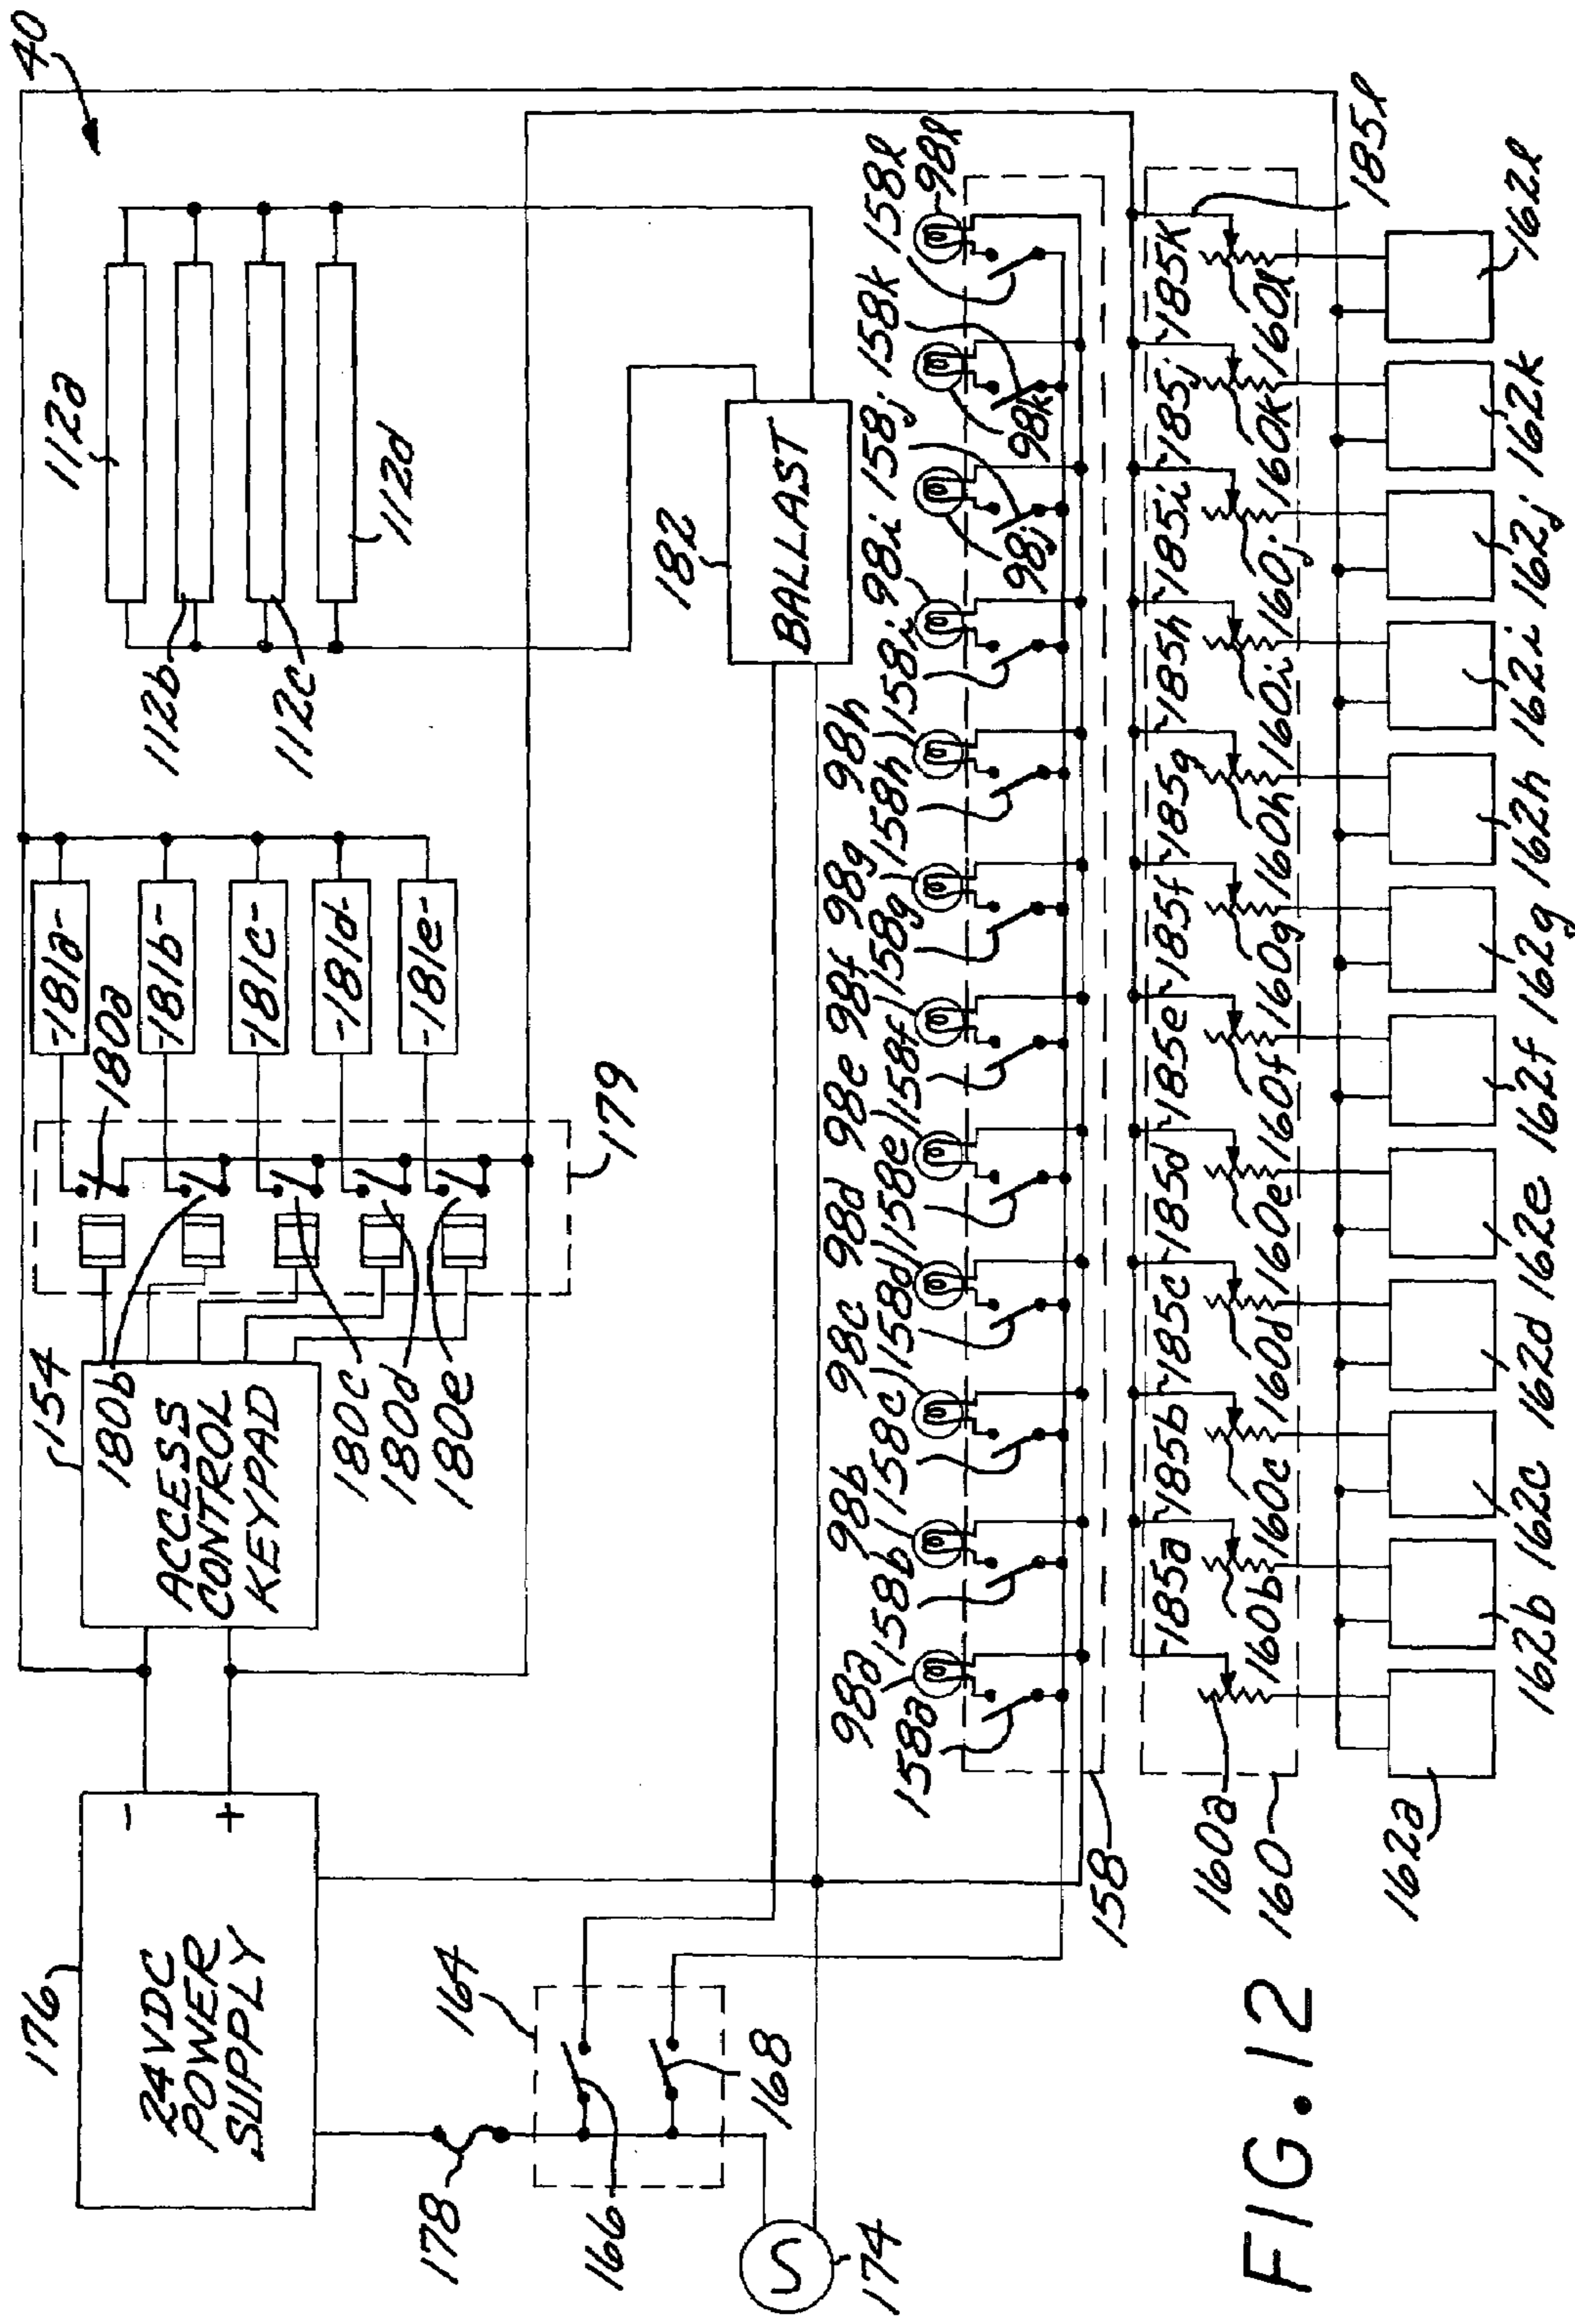 40
176
24VDC
POWER
SUPPLY
-
+
154
ACCESS
CONTROL
KEYPAD
180a
180b
180c
180d
180e
179
-181a-
-181b-
-181c-
-181d-
-181e-
112a
112b
112c
112d
178
164
166
168
S
174
182
BALLAST
98a
98b
98c
98d
98e
98f
98g
98h
98i
98j
98k
98l
158a
158b
158c
158d
158e
158f
158g
158h
158i
158j
158k
158l
158
185a
185b
185c
185d
185e
185f
185g
185h
185i
185j
185k
185l
160a
160b
160c
160d
160e
160f
160g
160h
160i
160j
160k
160l
160
162a
162b
162c
162d
162e
162f
162g
162h
162i
162j
162k
162l
FIG.12